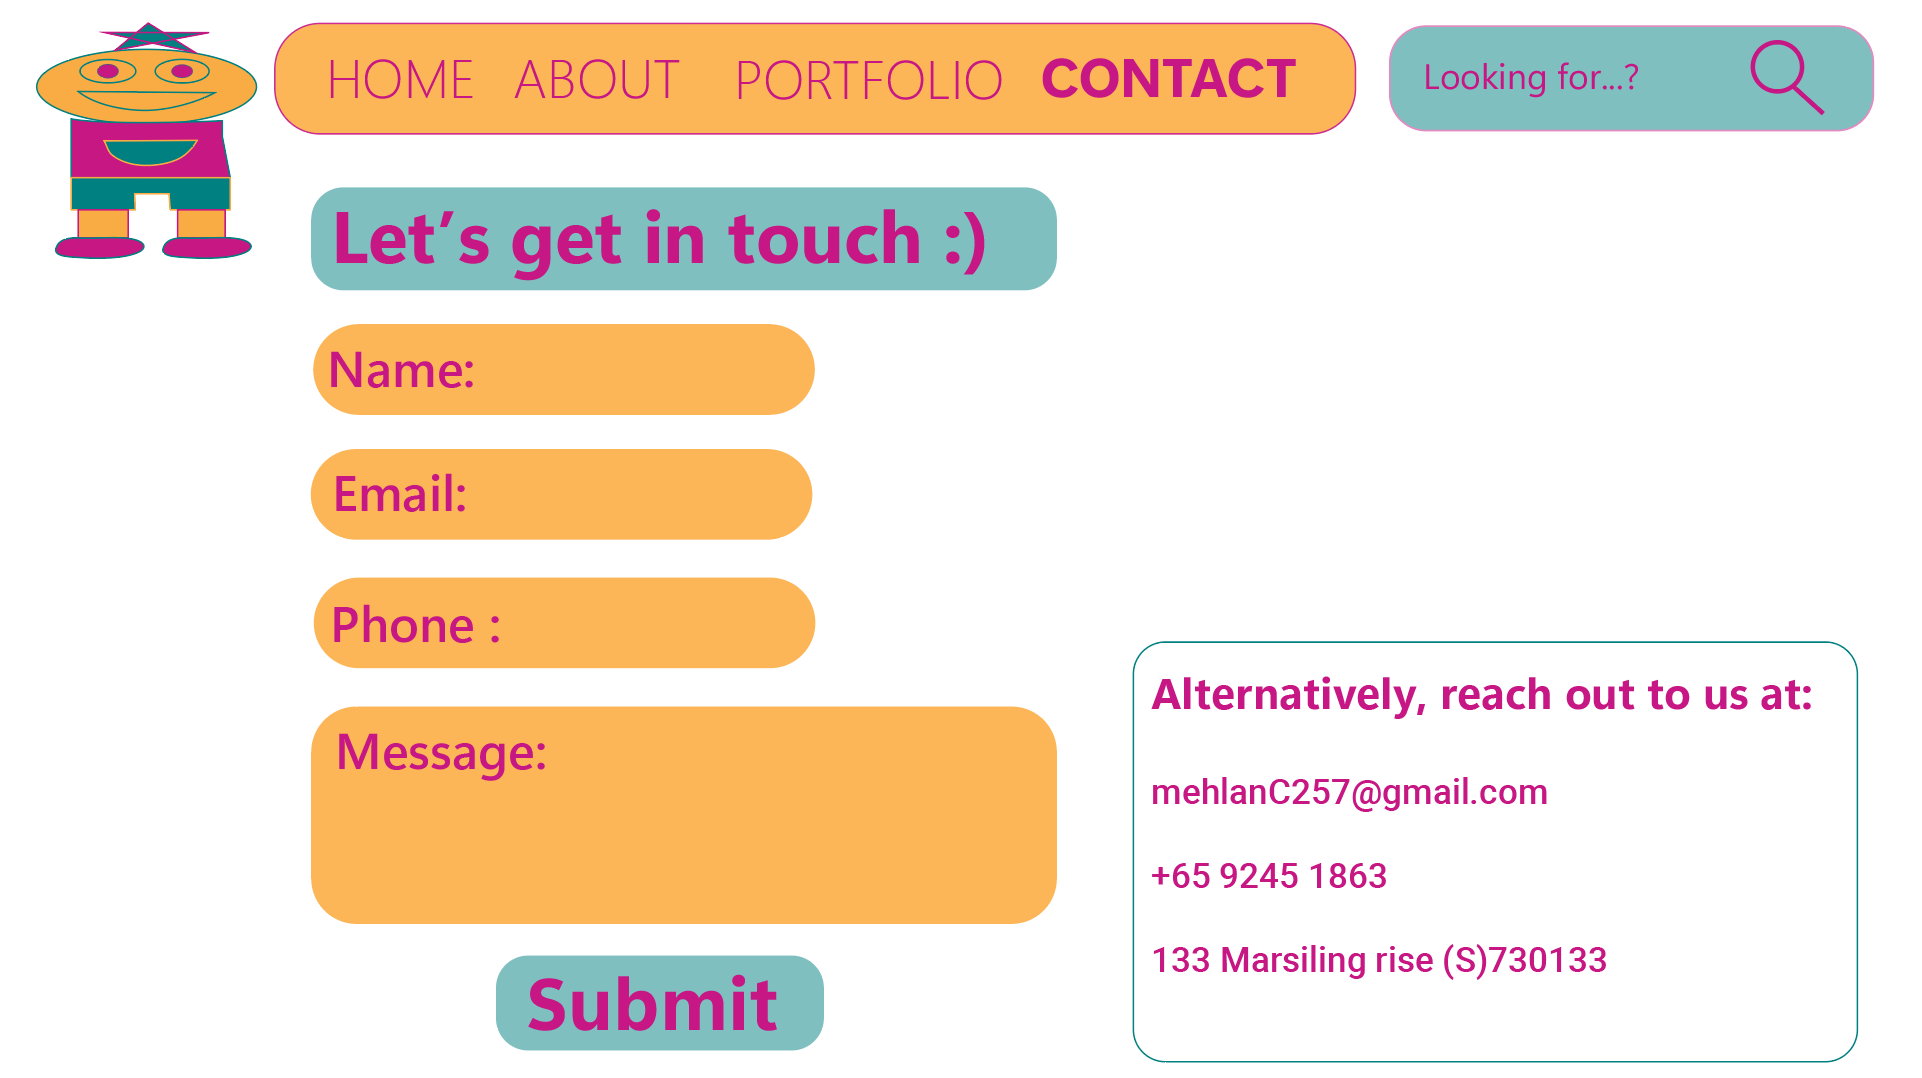 HOME ABOUT PORTFOLIO CONTACT
Looking for...?
Let’s get in touch :)
Name:
Email:
Phone :
Message:
Submit
Alternatively, reach out to us at:
mehlanC257@gmail.com
+65 9245 1863
133 Marsiling rise (S)730133